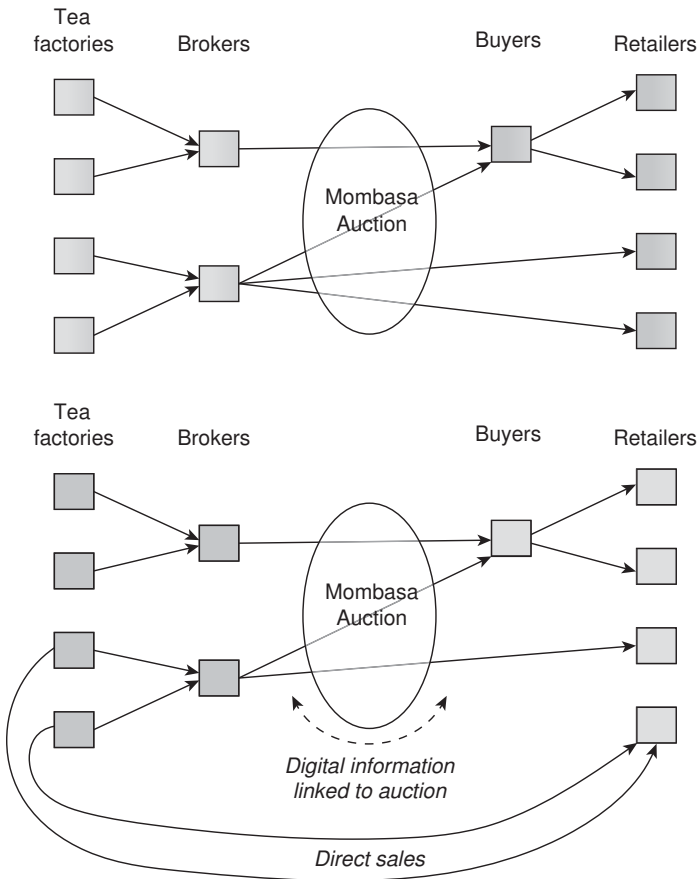 Tea
factories
Brokers
Buyers
Retailers
Mombasa
Auction
Tea
factories
Brokers
Buyers
Retailers
Mombasa
Auction
Digital information
linked to auction
Direct sales